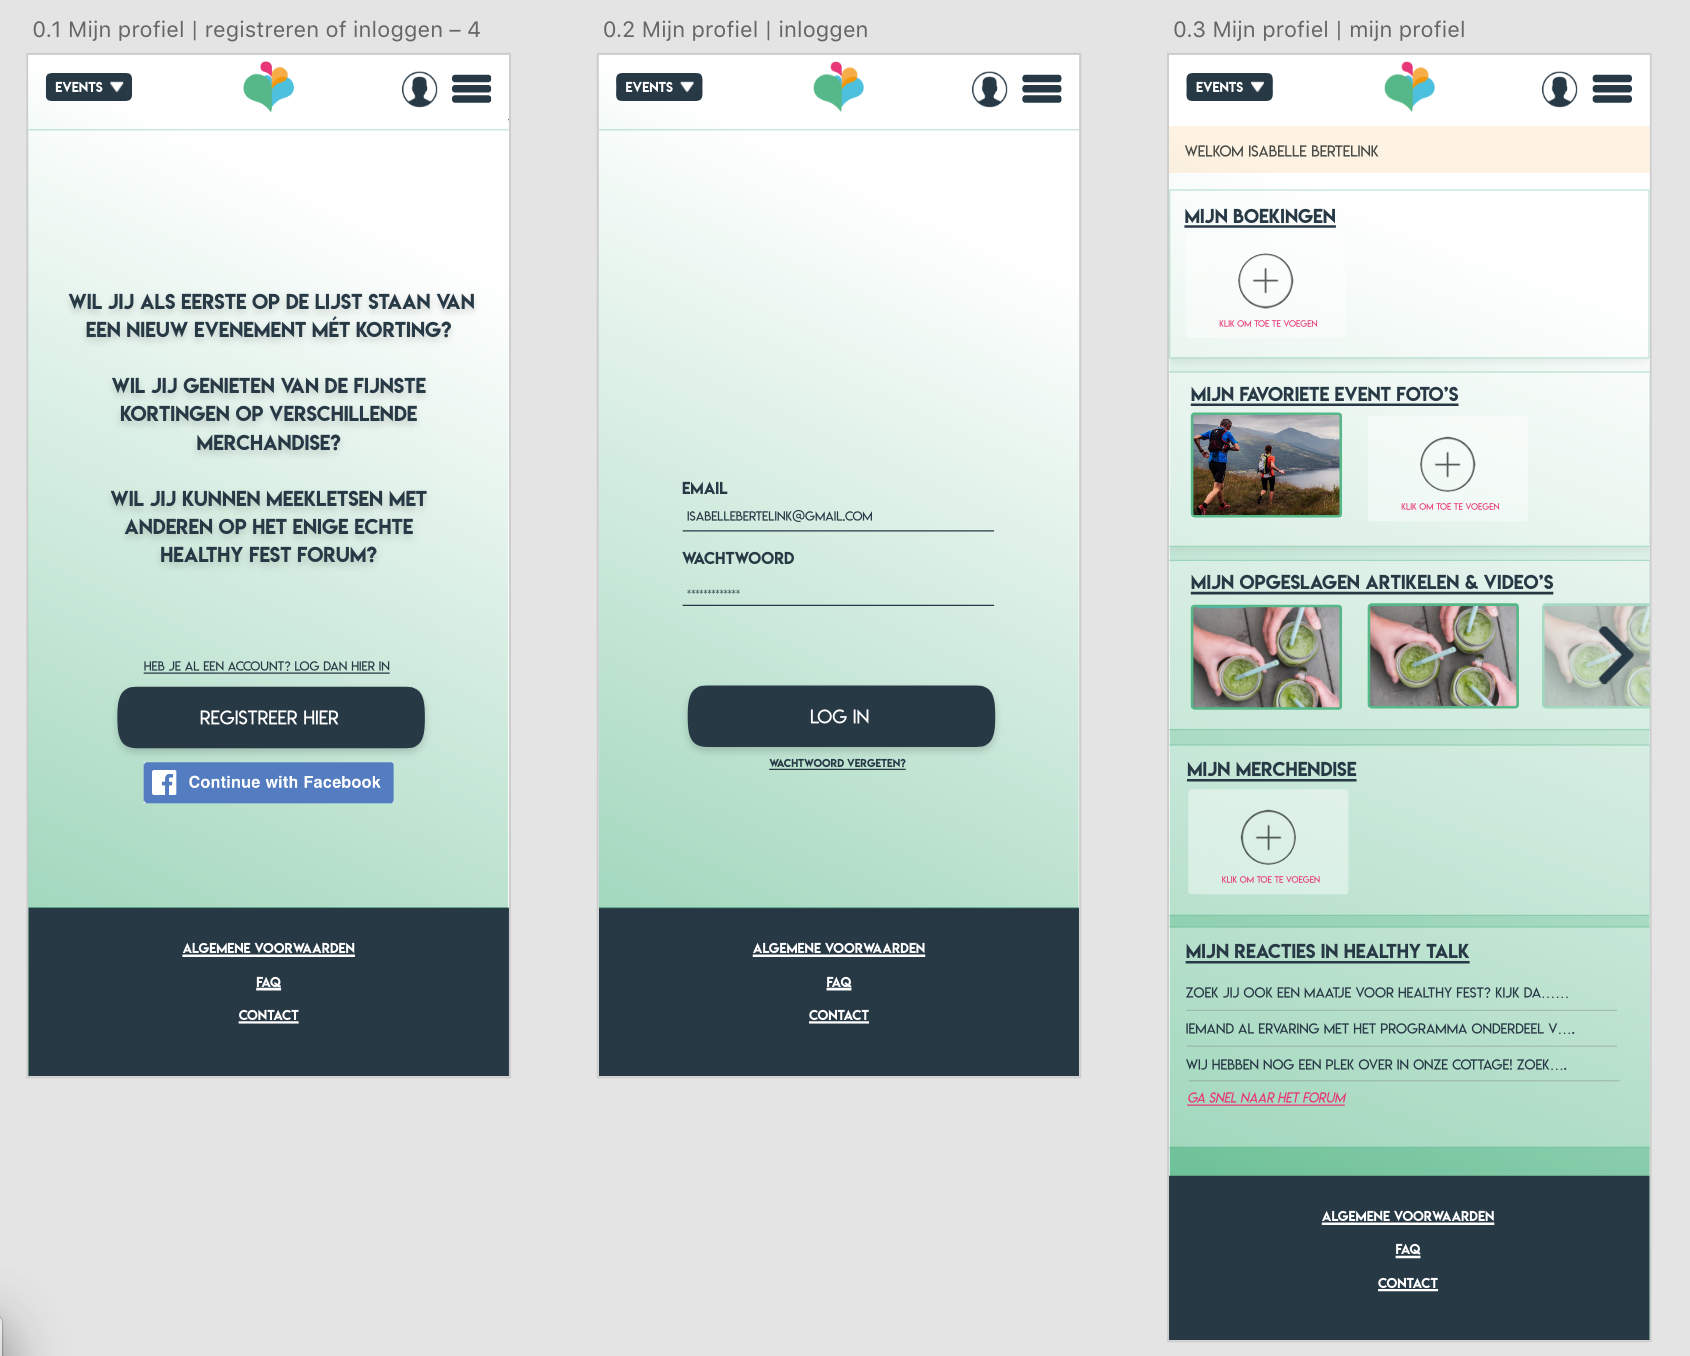 0.1 Mijn profiel | registreren of inloggen – 4
EVENTS
WIL JIJ ALS EERSTE OP DE LIJST STAAN VAN
EEN NIEUW EVENEMENT MÉT KORTING?
WIL JIJ GENIETEN VAN DE FIJNSTE
KORTINGEN OP VERSCHILLENDE
MERCHANDISE?
WIL JIJ KUNNEN MEEKLETSEN MET
ANDEREN OP HET ENIGE ECHTE
HEALTHY FEST FORUM?
HEB JE AL EEN ACCOUNT? LOG DAN HIER IN
REGISTREER HIER
Continue with Facebook
ALGEMENE VOORWAARDEN
FAQ
CONTACT
0.2 Mijn profiel | inloggen
EVENTS
EMAIL
ISABELLEBERTELINK@GMAIL.COM
WACHTWOORD
*************
LOG IN
WACHTWOORD VERGETEN?
ALGEMENE VOORWAARDEN
FAQ
CONTACT
0.3 Mijn profiel | mijn profiel
EVENTS
WELKOM ISABELLE BERTELINK
MIJN BOEKINGEN
KLIK OM TOE TE VOEGEN
MIJN FAVORIETE EVENT FOTO'S
KLIK OM TOE TE VOEGEN
MIJN OPGESLAGEN ARTIKELEN & VIDEO'S
MIJN MERCHENDISE
KLIK OM TOE TE VOEGEN
MIJN REACTIES IN HEALTHY TALK
ZOEK JIJ OOK EEN MAATJE VOOR HEALTHY FEST? KIJK DA......
IEMAND AL ERVARING MET HET PROGRAMMA ONDERDEEL V....
WIJ HEBBEN NOG EEN PLEK OVER IN ONZE COTTAGE! ZOEK....
GA SNEL NAAR HET FORUM
ALGEMENE VOORWAARDEN
FAQ
CONTACT